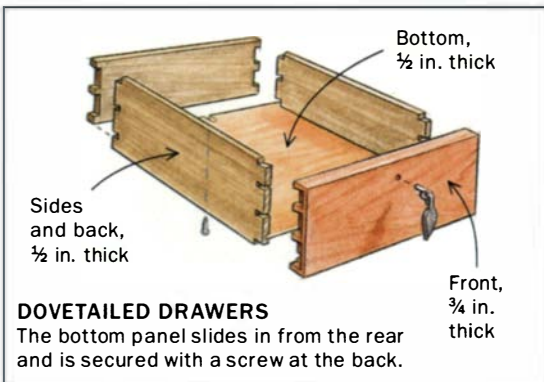 Bottom,
½ in. thick
Sides
and back,
½ in. thick
Front,
¾ in.
thick
DOVETAILED DRAWERS
The bottom panel slides in from the rear
and is secured with a screw at the back.